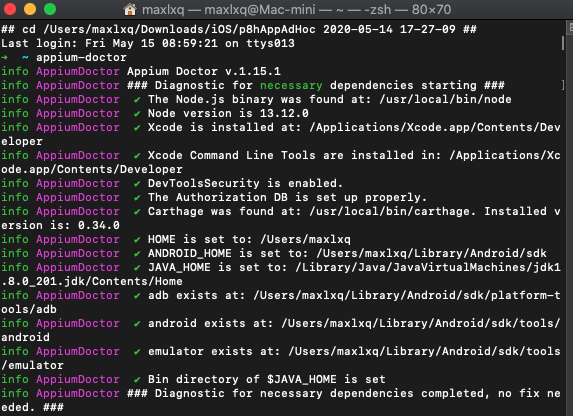 maxlxq — maxlxq@Mac-mini — ~ — -zsh — 80×70
## cd /Users/maxlxq/Downloads/iOS/p8hAppAdHoc 2020-05-14 17-27-09 ##
Last login: Fri May 15 08:59:21 on ttys013
➜  ~ appium-doctor
info AppiumDoctor Appium Doctor v.1.15.1
info AppiumDoctor ### Diagnostic for necessary dependencies starting ###
info AppiumDoctor  ✔ The Node.js binary was found at: /usr/local/bin/node
info AppiumDoctor  ✔ Node version is 13.12.0
info AppiumDoctor  ✔ Xcode is installed at: /Applications/Xcode.app/Contents/Dev
eloper
info AppiumDoctor  ✔ Xcode Command Line Tools are installed in: /Applications/Xc
ode.app/Contents/Developer
info AppiumDoctor  ✔ DevToolsSecurity is enabled.
info AppiumDoctor  ✔ The Authorization DB is set up properly.
info AppiumDoctor  ✔ Carthage was found at: /usr/local/bin/carthage. Installed v
ersion is: 0.34.0
info AppiumDoctor  ✔ HOME is set to: /Users/maxlxq
info AppiumDoctor  ✔ ANDROID_HOME is set to: /Users/maxlxq/Library/Android/sdk
info AppiumDoctor  ✔ JAVA_HOME is set to: /Library/Java/JavaVirtualMachines/jdk1
.8.0_201.jdk/Contents/Home
info AppiumDoctor  ✔ adb exists at: /Users/maxlxq/Library/Android/sdk/platform-t
ools/adb
info AppiumDoctor  ✔ android exists at: /Users/maxlxq/Library/Android/sdk/tools/
android
info AppiumDoctor  ✔ emulator exists at: /Users/maxlxq/Library/Android/sdk/tools
/emulator
info AppiumDoctor  ✔ Bin directory of $JAVA_HOME is set
info AppiumDoctor ### Diagnostic for necessary dependencies completed, no fix ne
eded. ###